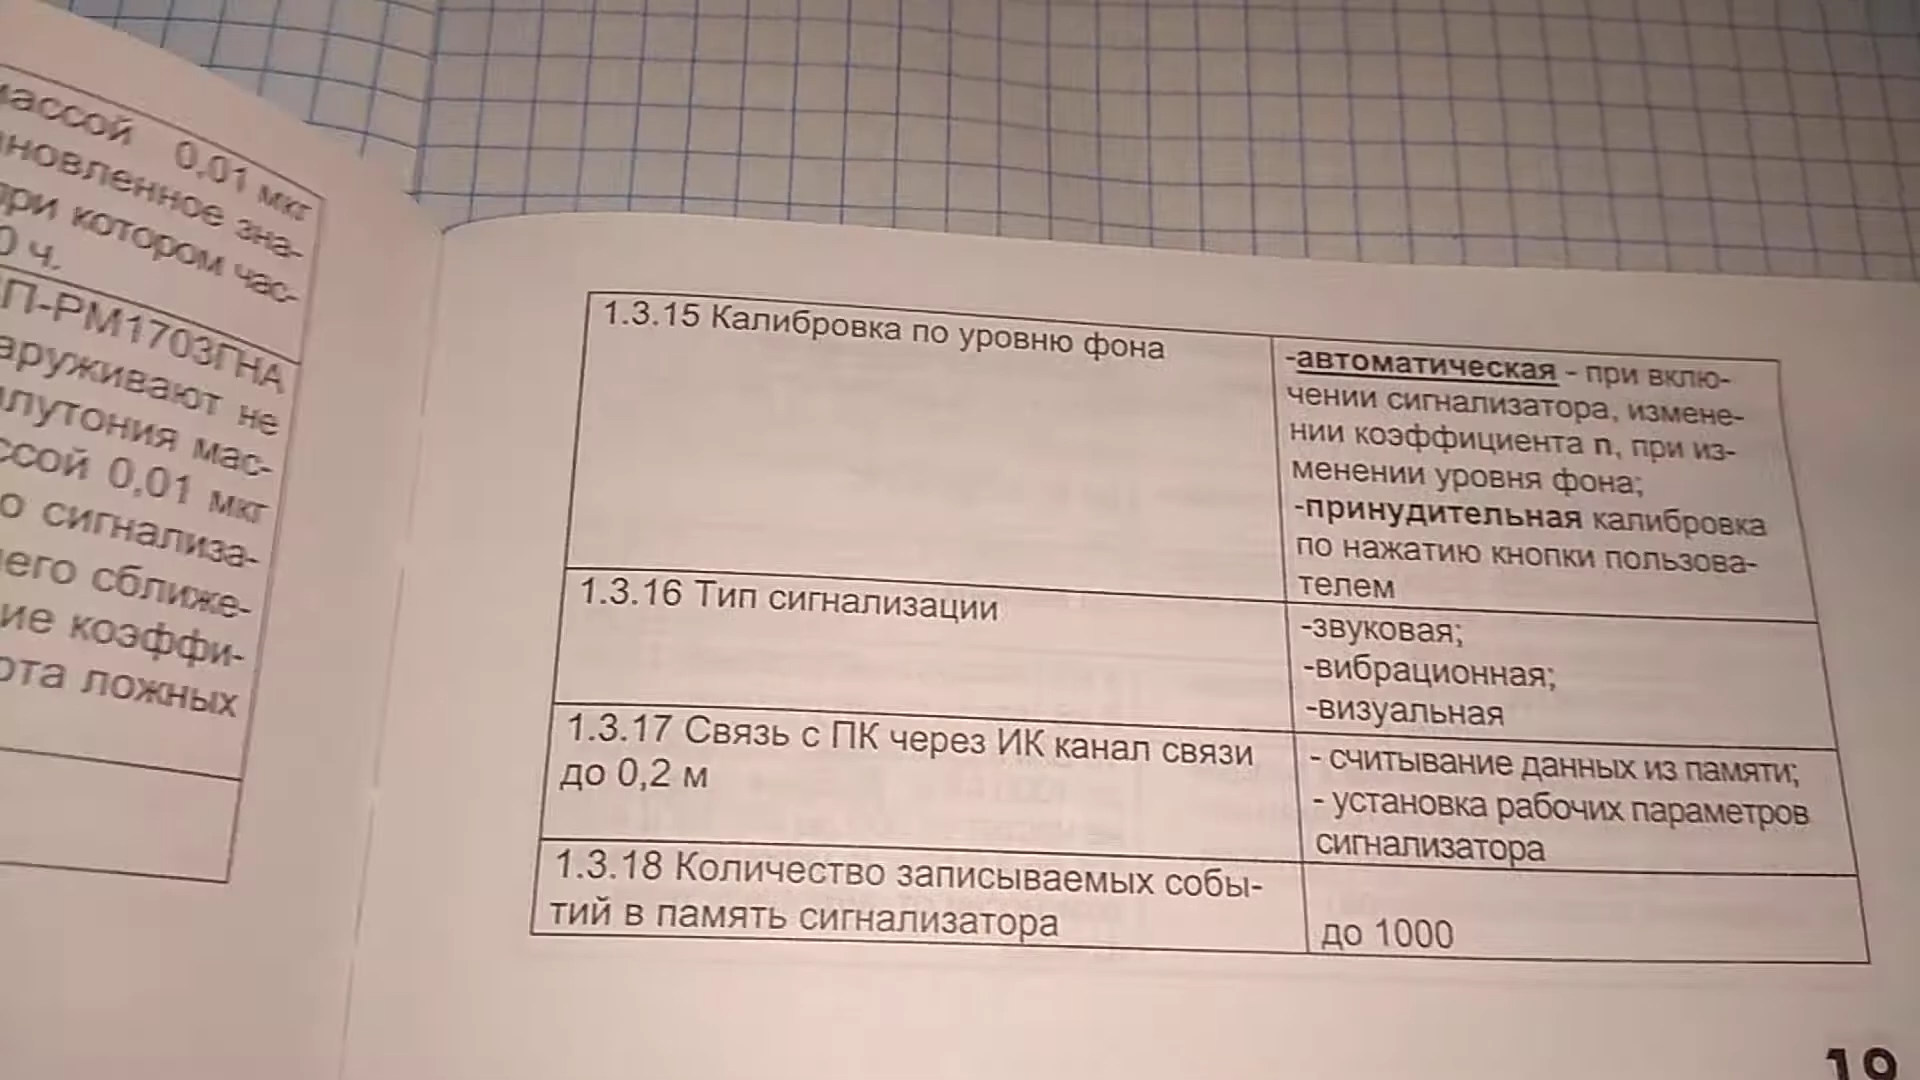 массой 0,01 мкг
новленное зна-
при котором час-
0 ч.
П-РМ1703ГНА
аруживают не
плутония мас-
ссой 0,01 мкг
о сигнализа-
его сближе-
ие коэффи-
ота ложных
1.3.15 Калибровка по уровню фона
-автоматическая - при вклю-
чении сигнализатора, измене-
нии коэффициента n, при из-
менении уровня фона;
-принудительная калибровка
по нажатию кнопки пользова-
телем
1.3.16 Тип сигнализации
-звуковая;
-вибрационная;
-визуальная
1.3.17 Связь с ПК через ИК канал связи
до 0,2 м
- считывание данных из памяти;
- установка рабочих параметров
сигнализатора
1.3.18 Количество записываемых собы-
тий в память сигнализатора
до 1000
19